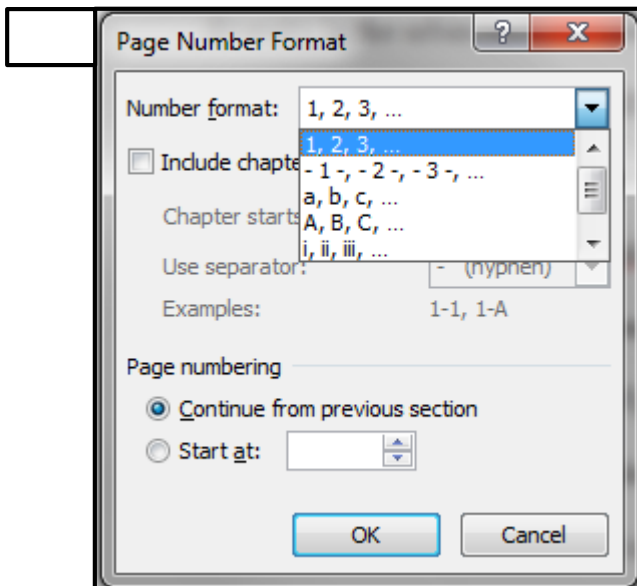 Page Number Format
Number format: 1, 2, 3, ...
1, 2, 3, ...
Include chapte
- 1 -, - 2 -, - 3 -, ...
a, b, c, ...
Chapter starts
A, B, C, ...
i, ii, iii, ...
Use separator: - (hyphen)
Examples: 1-1, 1-A
Page numbering
Continue from previous section
Start at:
OK Cancel